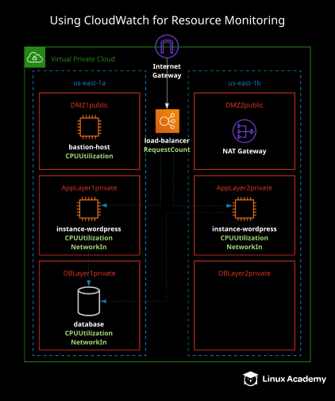 Using CloudWatch for Resource Monitoring
Internet
Gateway
Virtual Private Cloud
us-east-1a
us-east-1b
DMZ1public
bastion-host
CPUUtilization
load-balancer
RequestCount
DMZ2public
NAT Gateway
AppLayer1private
instance-wordpress
CPUUtilization
NetworkIn
AppLayer2private
instance-wordpress
CPUUtilization
NetworkIn
DBLayer1private
database
CPUUtilization
NetworkIn
DBLayer2private
Linux Academy